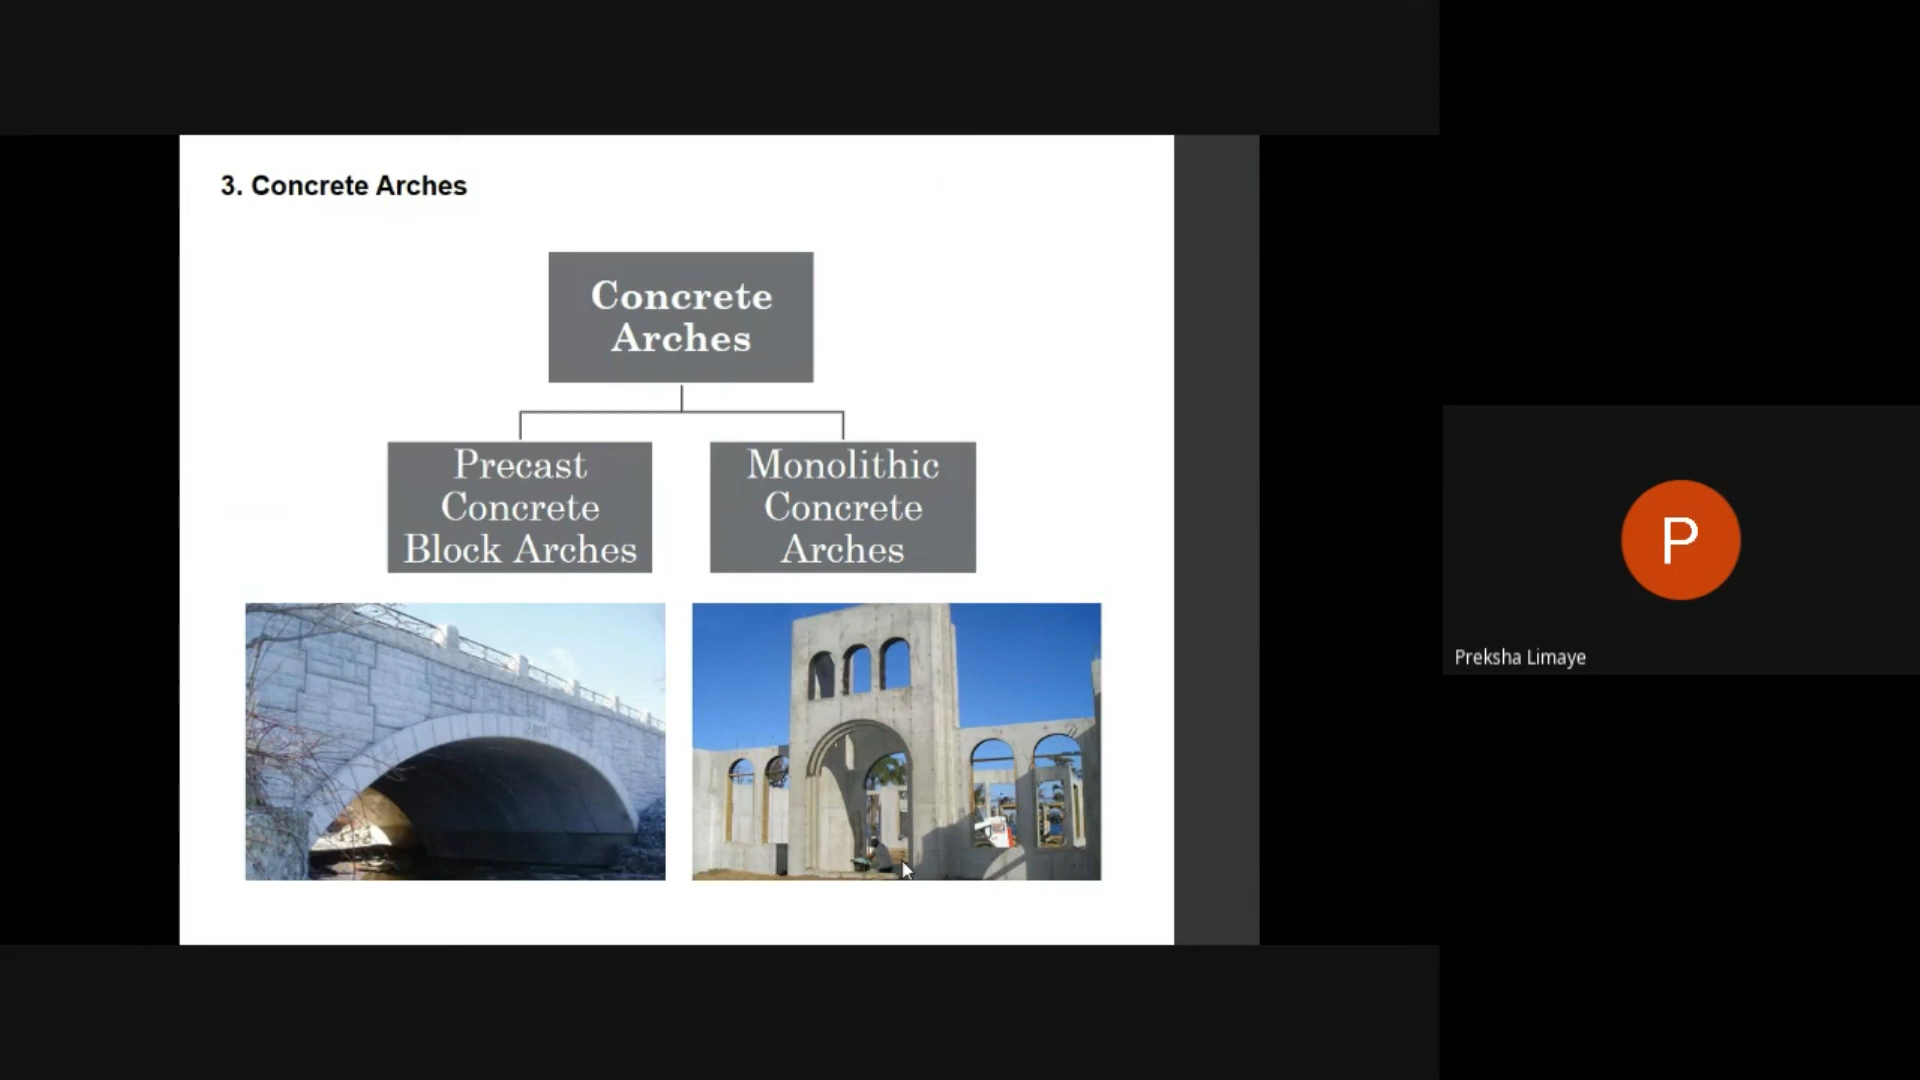 3. Concrete Arches
Concrete
Arches
Precast
Concrete
Block Arches
Monolithic
Concrete
Arches
P
Preksha Limaye